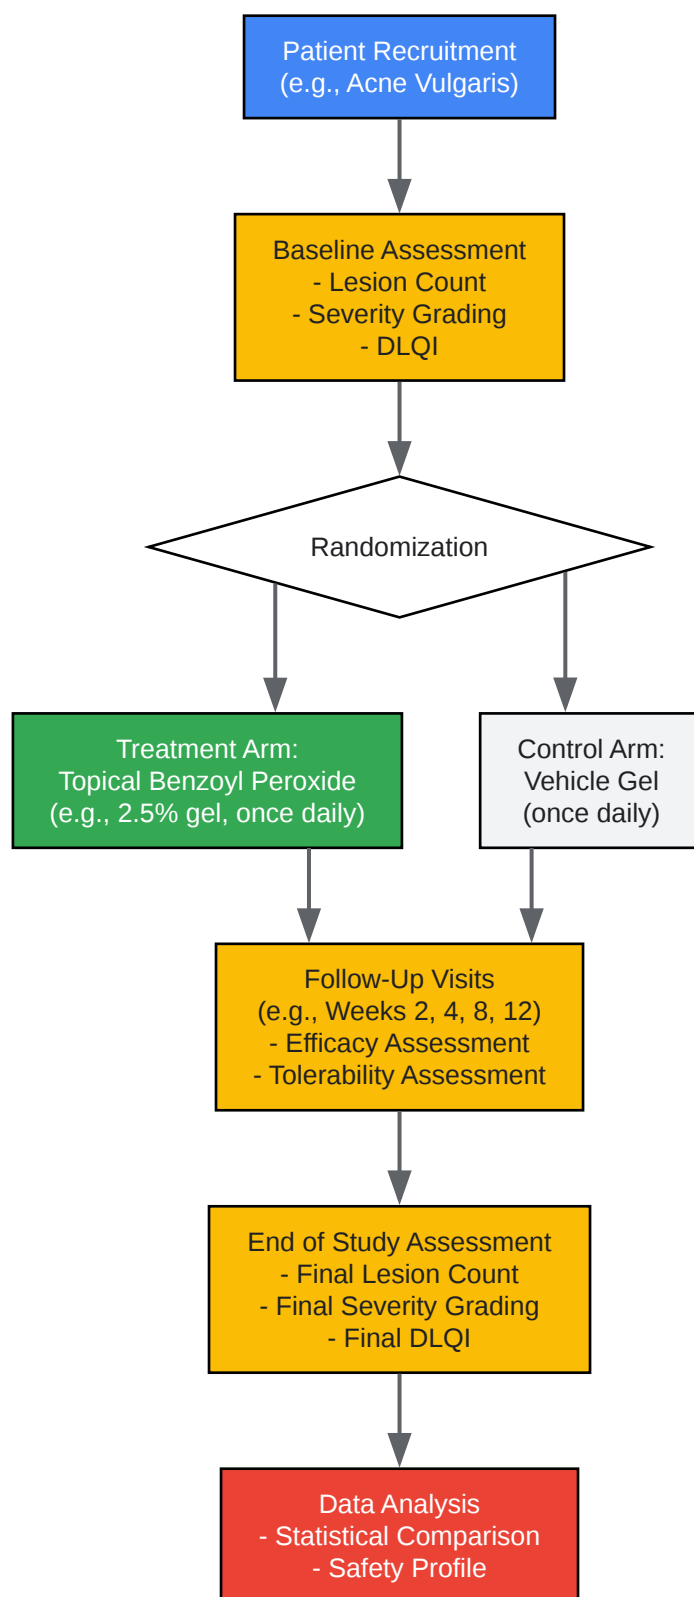 Patient Recruitment
(e.g., Acne Vulgaris)
Baseline Assessment
- Lesion Count
- Severity Grading
- DLQI
Randomization
Treatment Arm:
Topical Benzoyl Peroxide
(e.g., 2.5% gel, once daily)
Control Arm:
Vehicle Gel
(once daily)
Follow-Up Visits
(e.g., Weeks 2, 4, 8, 12)
- Efficacy Assessment
- Tolerability Assessment
End of Study Assessment
- Final Lesion Count
- Final Severity Grading
- Final DLQI
Data Analysis
- Statistical Comparison
- Safety Profile